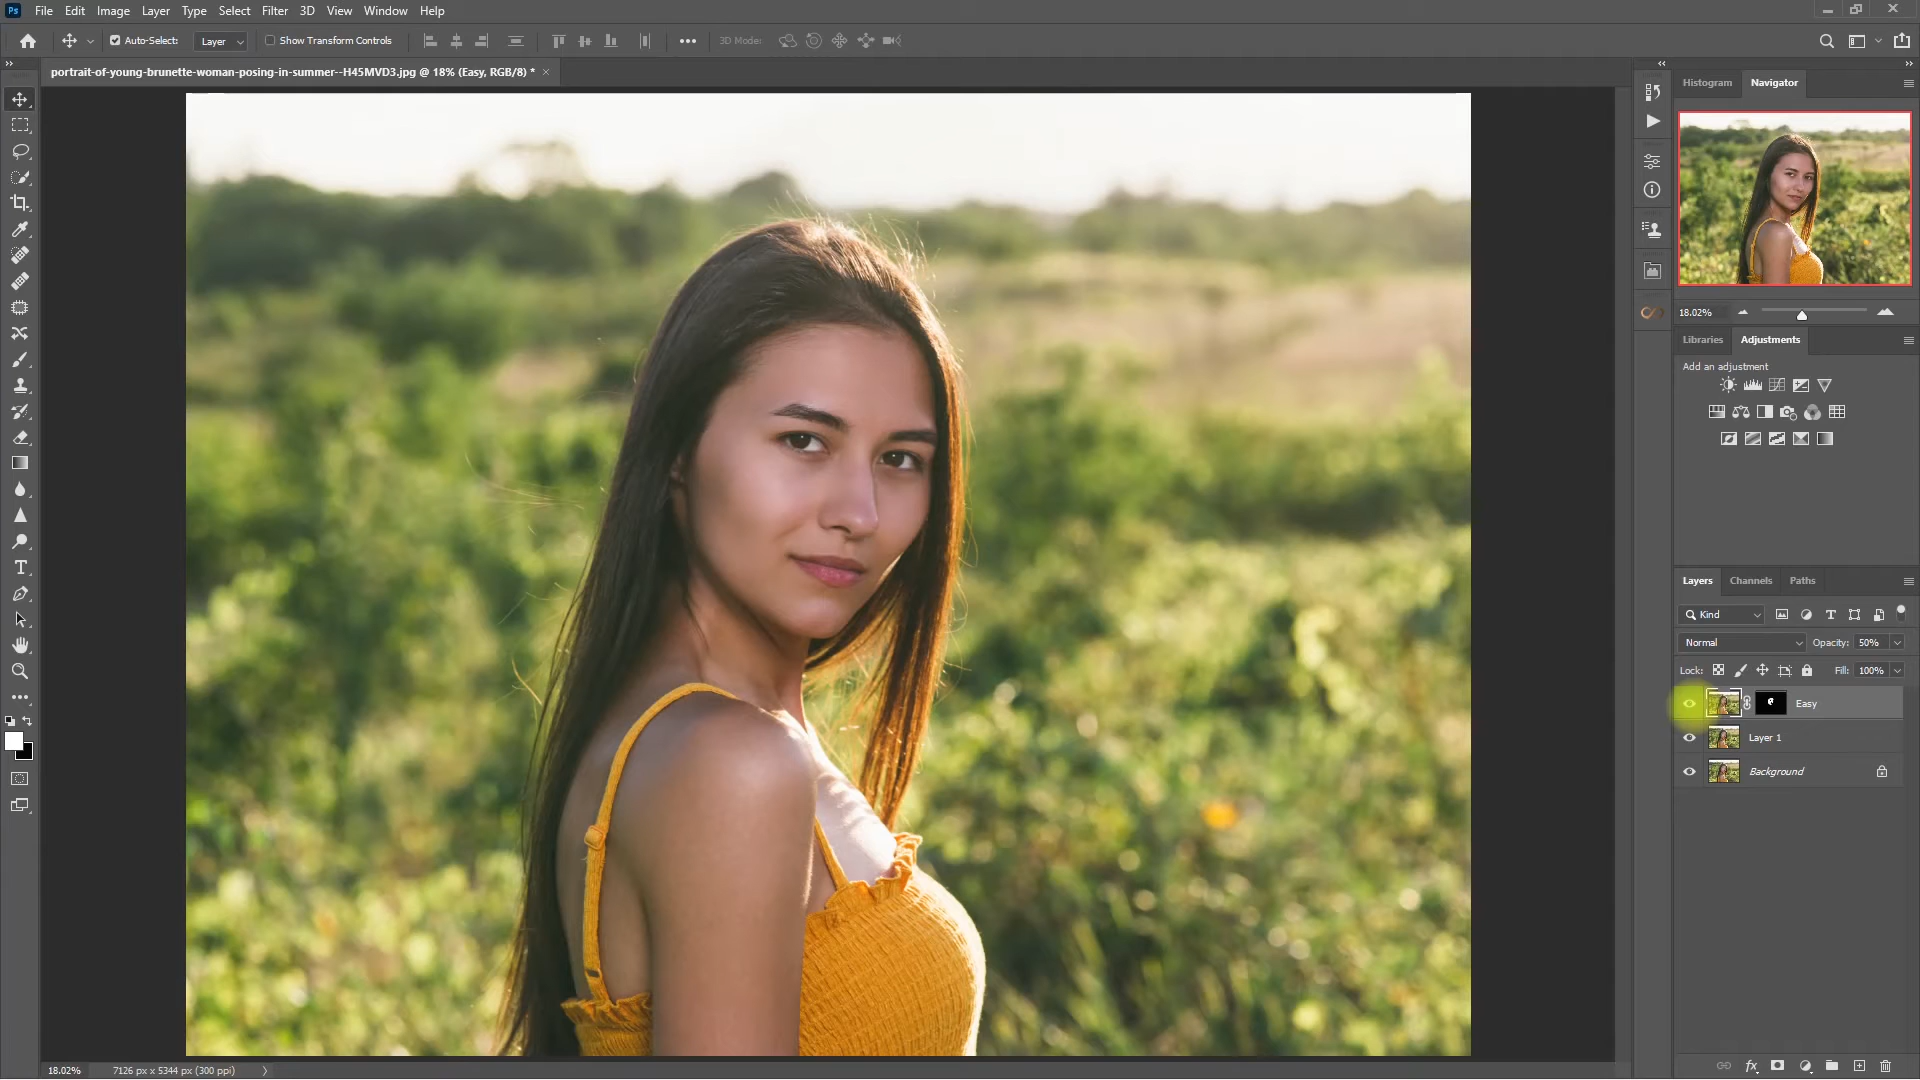 Ps File Edit Image Layer Type Select Filter 3D View Window Help
Auto-Select: Layer Show Transform Controls 3D Mode:
portrait-of-young-brunette-woman-posing-in-summer--H45MVD3.jpg @ 18% (Easy, RGB/8) *
Histogram Navigator
18.02%
Libraries Adjustments
Add an adjustment
Layers Channels Paths
Kind
Normal Opacity: 50%
Lock: Fill: 100%
Easy
Layer 1
Background
18.02% 7126 px x 5344 px (300 ppi)